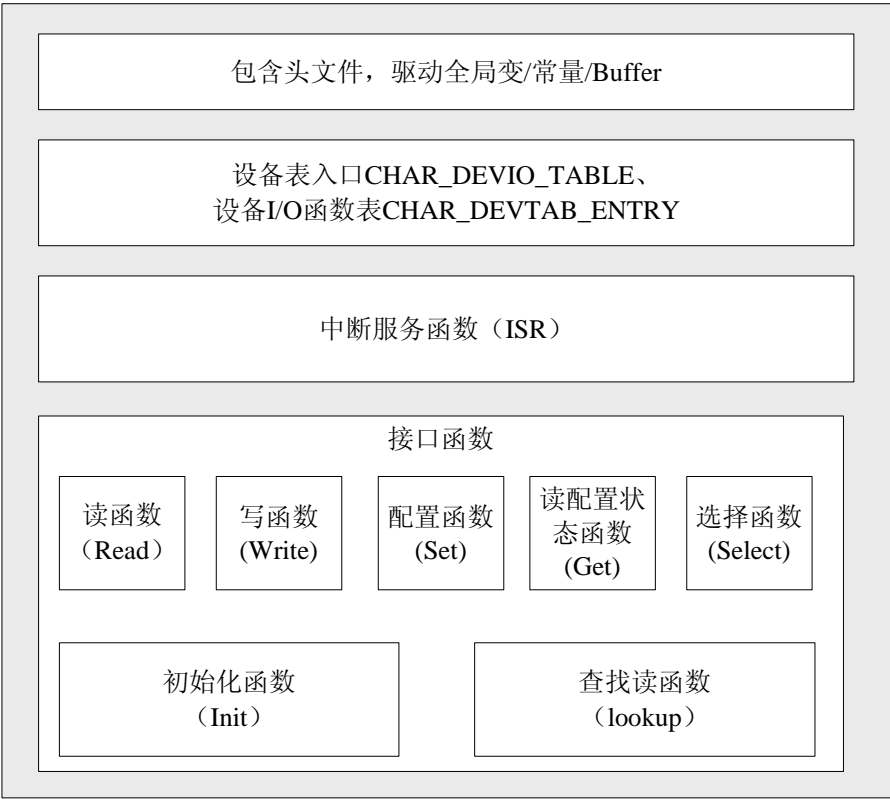 包含头文件，驱动全局变/常量/Buffer
设备表入口CHAR_DEVIO_TABLE、
设备I/O函数表CHAR_DEVTAB_ENTRY
中断服务函数（ISR）
接口函数
读函数
（Read）
写函数
(Write)
配置函数
(Set)
读配置状
态函数
(Get)
选择函数
(Select)
初始化函数
（Init）
查找读函数
（lookup）